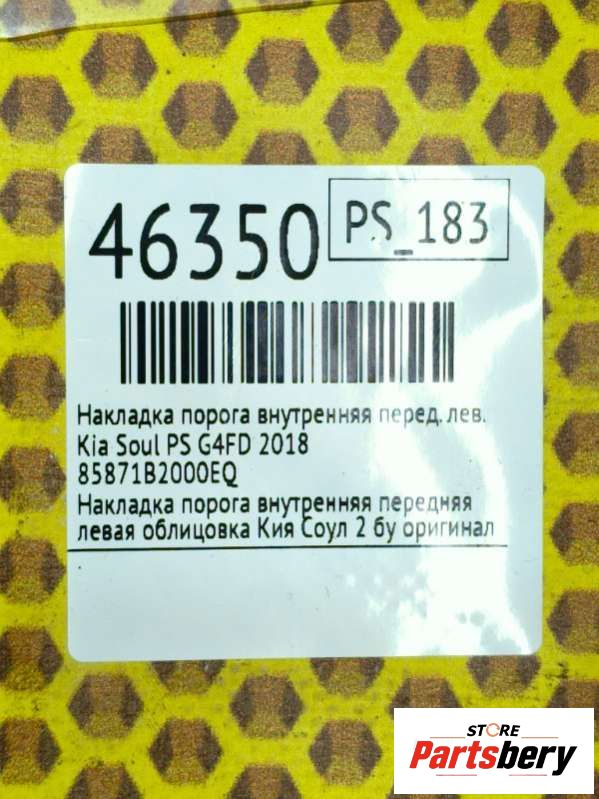 46350
PS_183
Накладка порога внутренняя перед. лев.
Kia Soul PS G4FD 2018
85871B2000EQ
Накладка порога внутренняя передняя
левая облицовка Кия Соул 2 бу оригинал
STORE
Partsbery